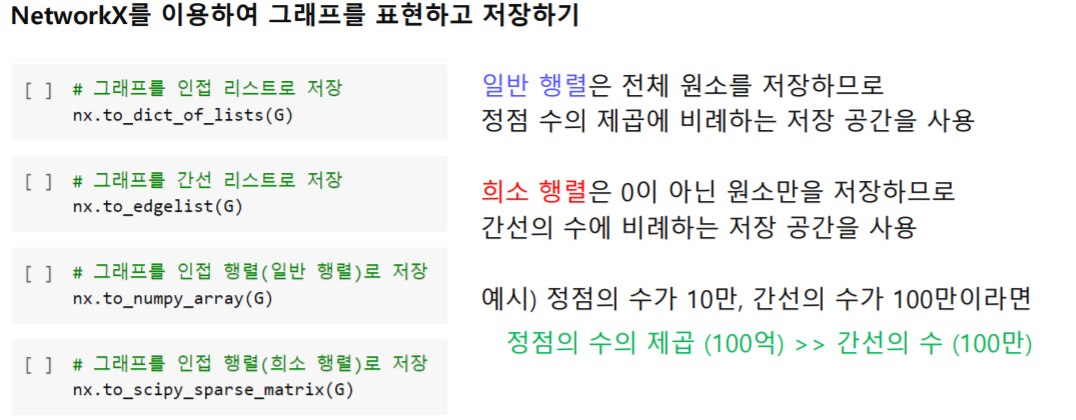 NetworkX를 이용하여 그래프를 표현하고 저장하기
[ ] # 그래프를 인접 리스트로 저장
nx.to_dict_of_lists(G)
[ ] # 그래프를 간선 리스트로 저장
nx.to_edgelist(G)
[ ] # 그래프를 인접 행렬(일반 행렬)로 저장
nx.to_numpy_array(G)
[ ] # 그래프를 인접 행렬(희소 행렬)로 저장
nx.to_scipy_sparse_matrix(G)
일반 행렬은 전체 원소를 저장하므로
정점 수의 제곱에 비례하는 저장 공간을 사용
희소 행렬은 0이 아닌 원소만을 저장하므로
간선의 수에 비례하는 저장 공간을 사용
예시) 정점의 수가 10만, 간선의 수가 100만이라면
정점의 수의 제곱 (100억) >> 간선의 수 (100만)